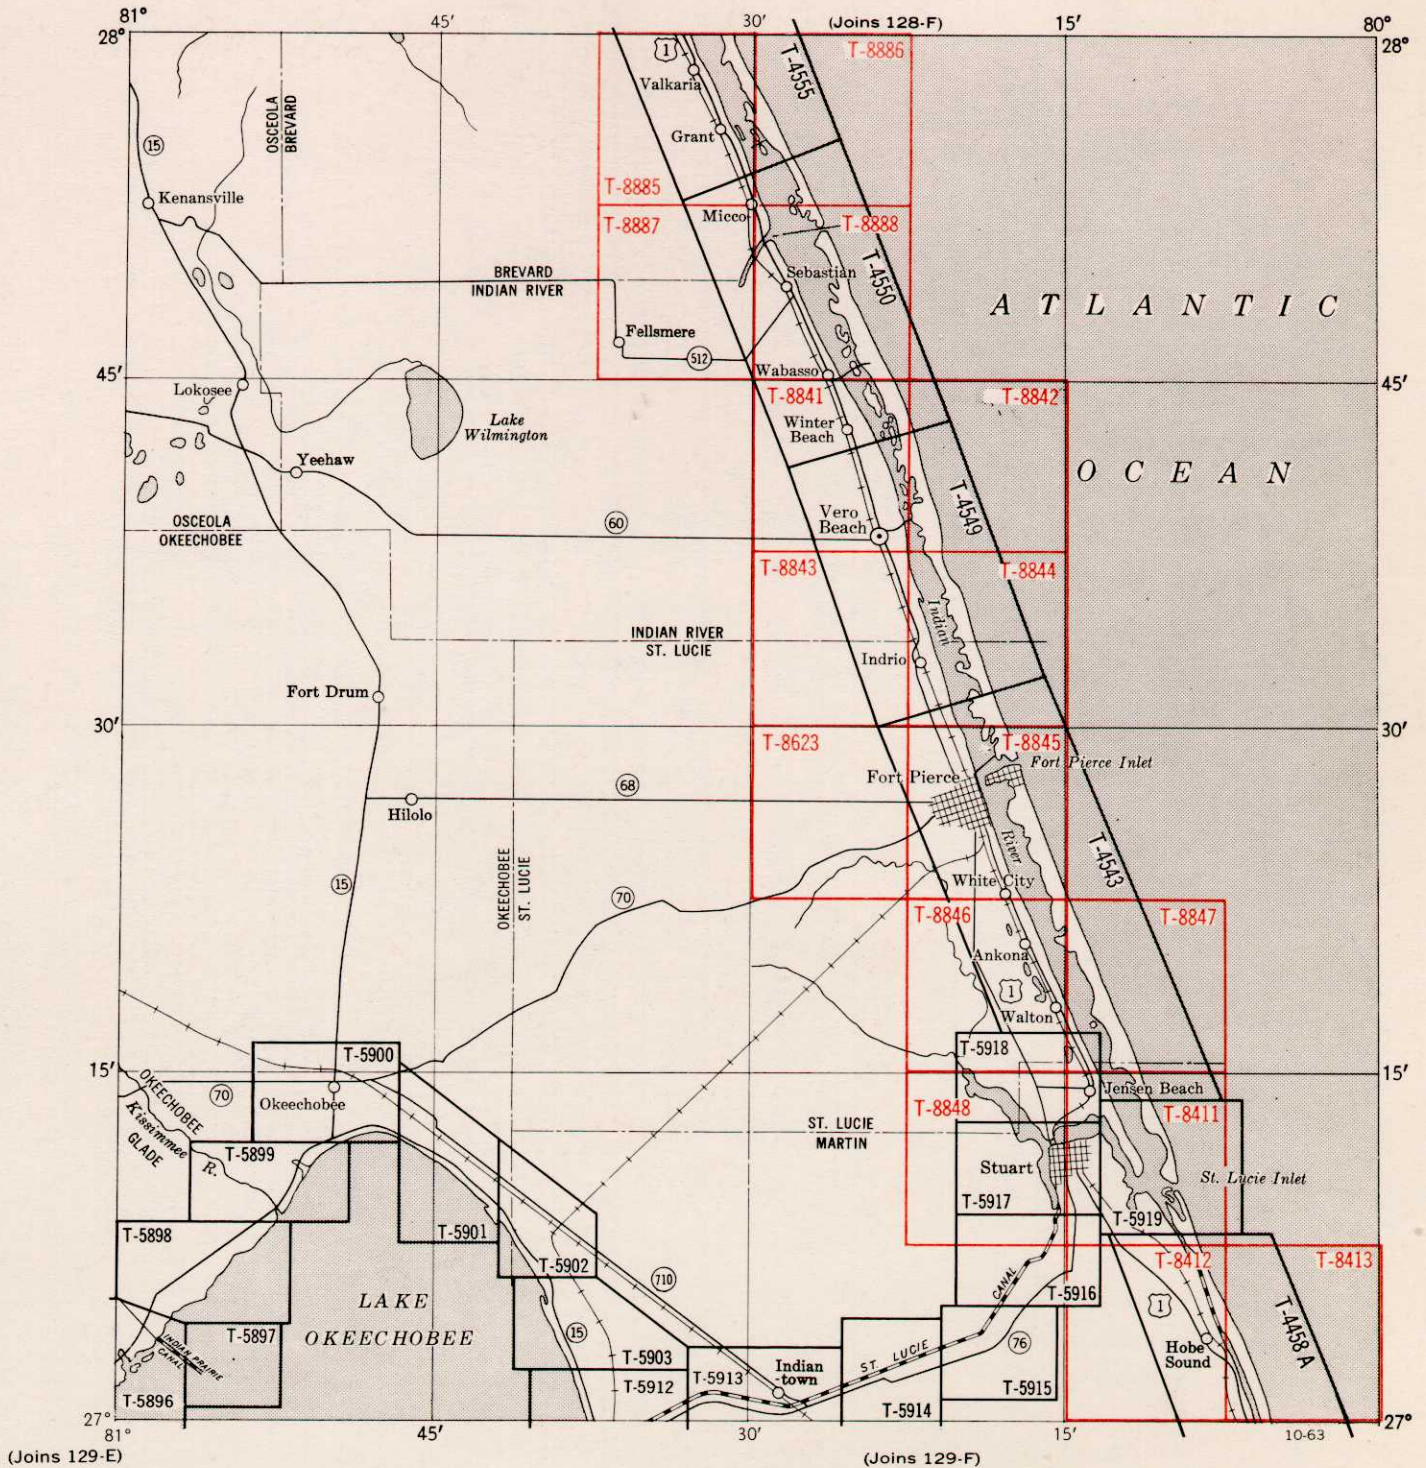 81°
45'
30'
(Joins 128-F)
15'
80°
28°
28°
1
T-4555
T-8886
Valkaria
Grant
OSCEOLA
BREVARD
15
T-8885
Kenansville
Micco
T-8887
T-8888
T-4550
Sebastian
BREVARD
INDIAN RIVER
ATLANTIC
Fellsmere
512
Wabasso
45'
45'
Lokosee
T-8841
T-8842
Lake
Wilmington
Winter
Beach
Yeehaw
OCEAN
T-4549
Vero
Beach
OSCEOLA
OKEECHOBEE
60
T-8843
T-8844
Indian
INDIAN RIVER
ST. LUCIE
Indrio
Fort Drum
30'
30'
T-8623
T-8845
Fort Pierce Inlet
Fort Pierce
68
Hilolo
River
T-4543
OKEECHOBEE
ST. LUCIE
15
70
White City
T-8846
T-8847
Ankona
1
Walton
T-5900
T-5918
15'
15'
OKEECHOBEE
70
Okeechobee
Jensen Beach
Kissimmee
R.
GLADE
T-8848
T-8411
T-5899
ST. LUCIE
MARTIN
Stuart
St. Lucie Inlet
T-5917
T-5919
T-5898
T-5901
T-5902
T-8412
T-8413
710
CANAL
T-5916
LAKE
OKEECHOBEE
1
T-4458 A
T-5897
INDIAN PRAIRIE
CANAL
15
T-5903
ST. LUCIE
76
Hobe
Sound
T-5912
T-5913
Indian
-town
T-5896
T-5915
T-5914
27°
27°
81°
45'
30'
15'
10-63
(Joins 129-E)
(Joins 129-F)